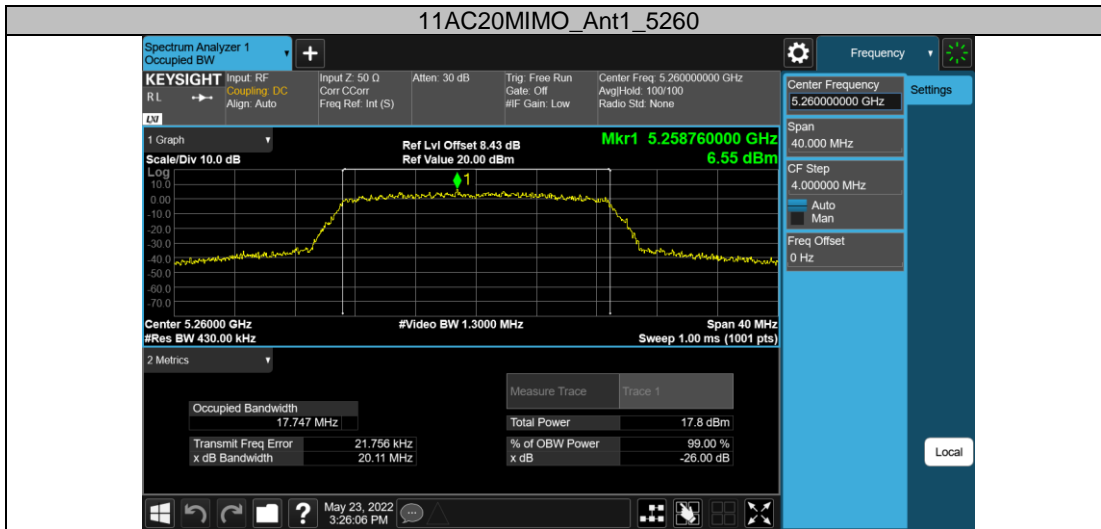 11AC20MIMO_Ant1_5260
Spectrum Analyzer 1
Occupied BW
+
Frequency
KEYSIGHT
RL
LXI
Input: RF
Coupling: DC
Align: Auto
Input Z: 50 Ω
Corr CCorr
Freq Ref: Int (S)
Atten: 30 dB
Trig: Free Run
Gate: Off
#IF Gain: Low
Center Freq: 5.260000000 GHz
Avg|Hold: 100/100
Radio Std: None
Center Frequency
5.260000000 GHz
Settings
Span
40.000 MHz
CF Step
4.000000 MHz
Auto
Man
Freq Offset
0 Hz
1 Graph
Scale/Div 10.0 dB
Ref Lvl Offset 8.43 dB
Ref Value 20.00 dBm
Mkr1 5.258760000 GHz
6.55 dBm
Log
1
10.0
0.00
-10.0
-20.0
-30.0
-40.0
-50.0
-60.0
-70.0
Center 5.26000 GHz
#Res BW 430.00 kHz
#Video BW 1.3000 MHz
Span 40 MHz
Sweep 1.00 ms (1001 pts)
2 Metrics
Measure Trace
Trace 1
Occupied Bandwidth
17.747 MHz
Total Power 17.8 dBm
Transmit Freq Error 21.756 kHz
% of OBW Power 99.00 %
x dB Bandwidth 20.11 MHz
x dB -26.00 dB
Local
?
May 23, 2022
3:26:06 PM